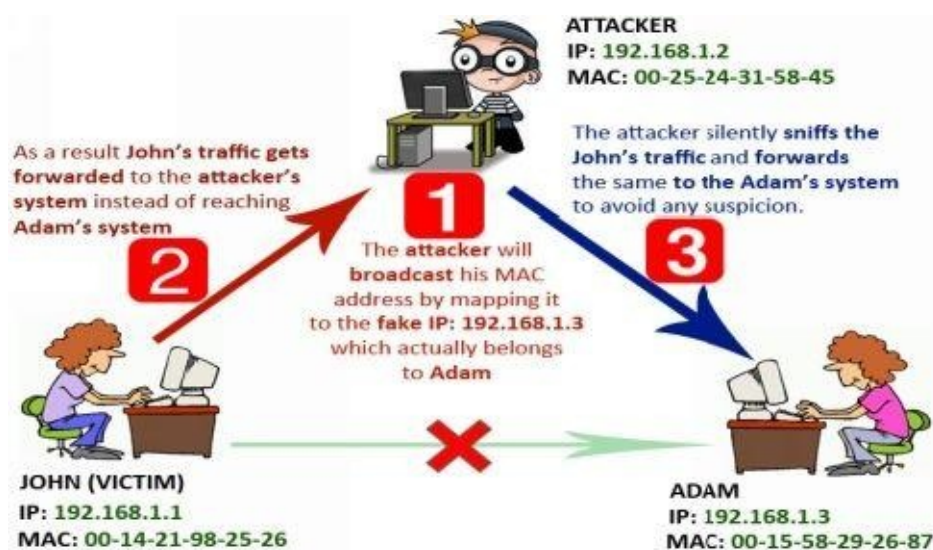 ATTACKER
IP: 192.168.1.2
MAC: 00-25-24-31-58-45
As a result John's traffic gets
forwarded to the attacker's
system instead of reaching
Adam's system
2
1
The attacker will
broadcast his MAC
address by mapping it
to the fake IP: 192.168.1.3
which actually belongs
to Adam
The attacker silently sniffs the
John's traffic and forwards
the same to the Adam's system
to avoid any suspicion.
3
JOHN (VICTIM)
IP: 192.168.1.1
MAC: 00-14-21-98-25-26
ADAM
IP: 192.168.1.3
MAC: 00-15-58-29-26-87